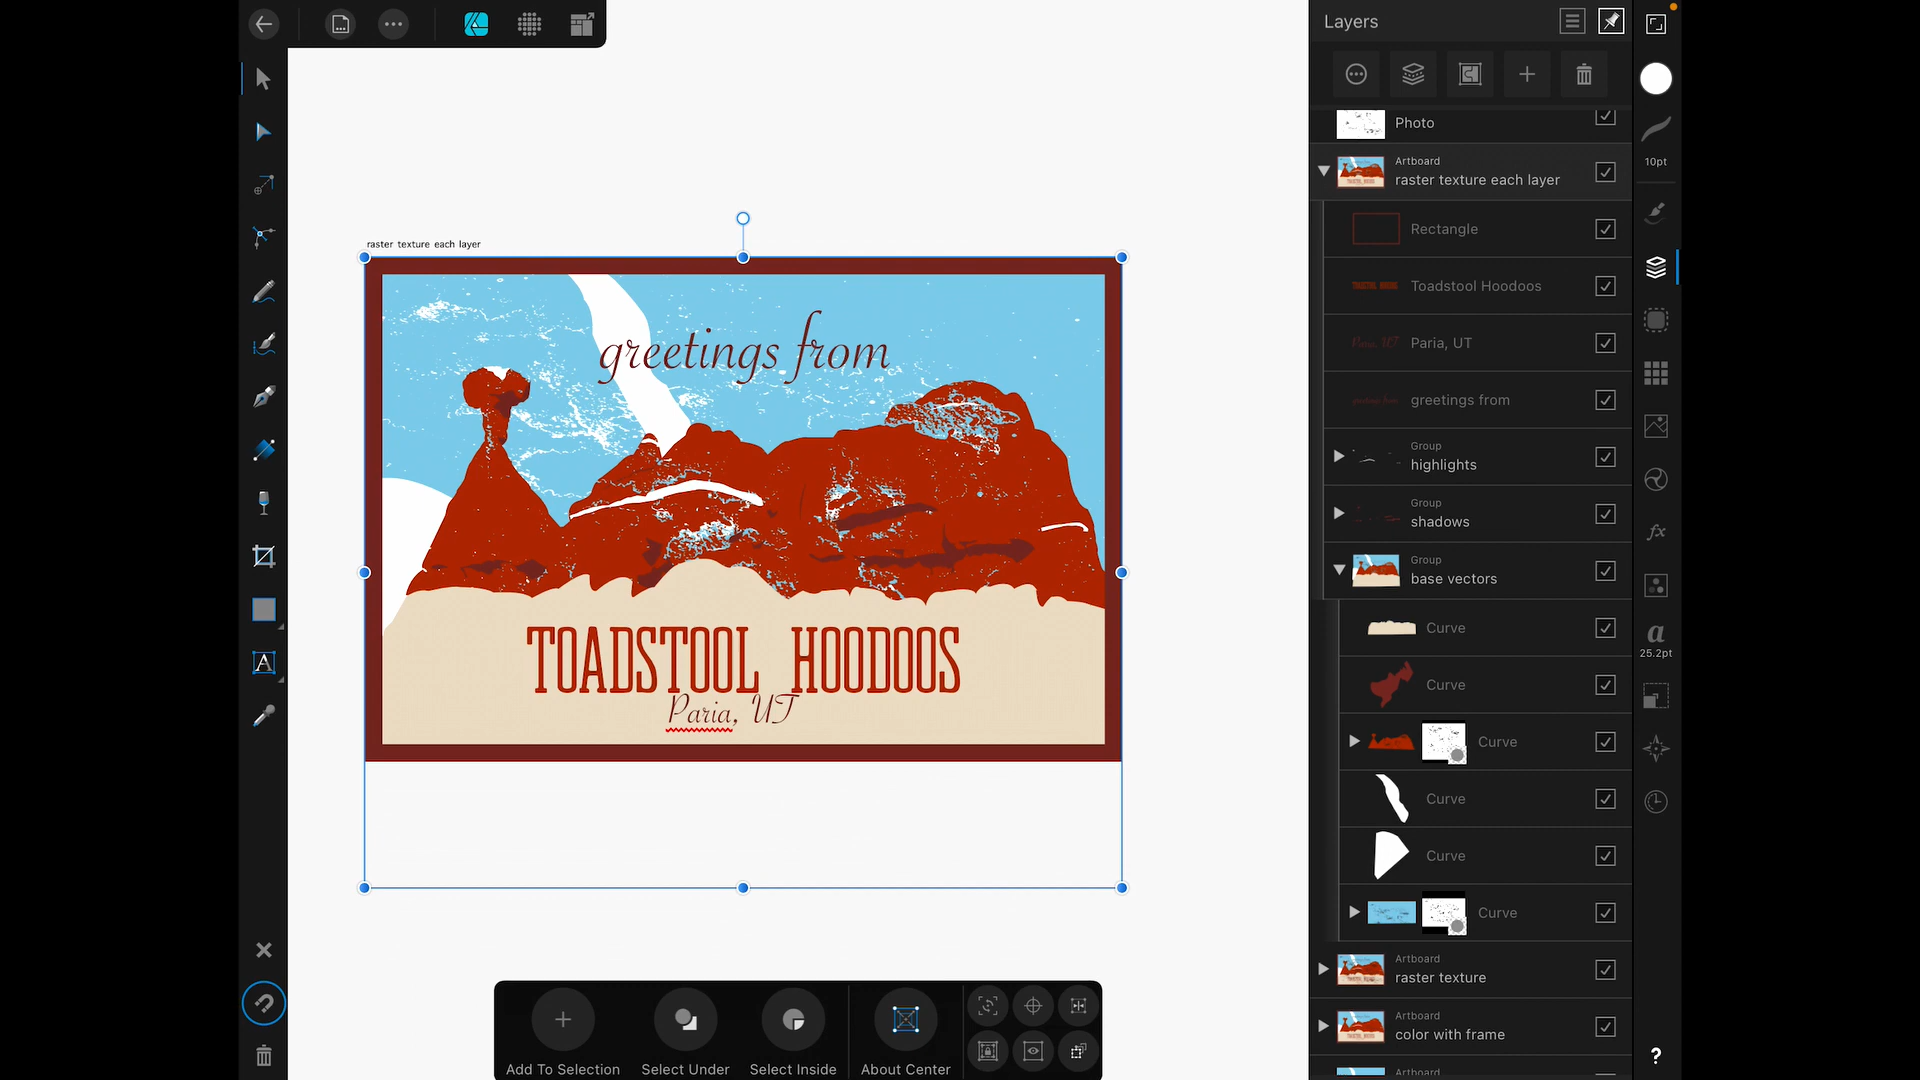 Layers
Photo
Artboard
raster texture each layer
Rectangle
Toadstool Hoodoos
Paria, UT
greetings from
Group
highlights
Group
shadows
Group
base vectors
Curve
Curve
Curve
Curve
Curve
Curve
Artboard
raster texture
Artboard
color with frame
Artboard
10pt
fx
a
25.2pt
?
A
raster texture each layer
greetings from
TOADSTOOL HOODOOS
Paria, UT
Add To Selection
Select Under
Select Inside
About Center